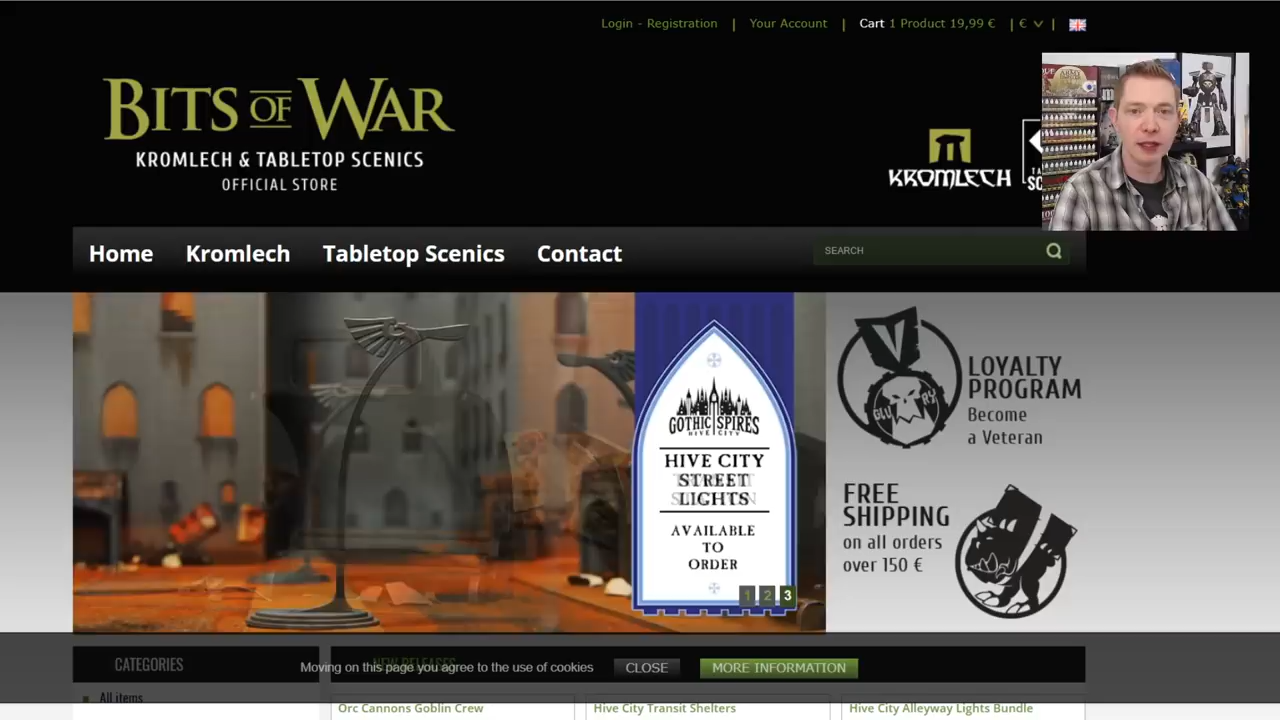 Login - Registration | Your Account | Cart 1 Product 19,99 € | € |
BITS OF WAR
KROMLECH & TABLETOP SCENICS
OFFICIAL STORE
KROMLECH
Home Kromlech Tabletop Scenics Contact
SEARCH
GOTHIC SPIRES
HIVE CITY
HIVE CITY
STREET
LIGHTS
AVAILABLE
TO
ORDER
1 2 3
GLORY
LOYALTY
PROGRAM
Become
a Veteran
FREE
SHIPPING
on all orders
over 150 €
CATEGORIES
NEW RELEASES
Moving on this page you agree to the use of cookies CLOSE MORE INFORMATION
All items
Orc Cannons Goblin Crew
Hive City Transit Shelters
Hive City Alleyway Lights Bundle